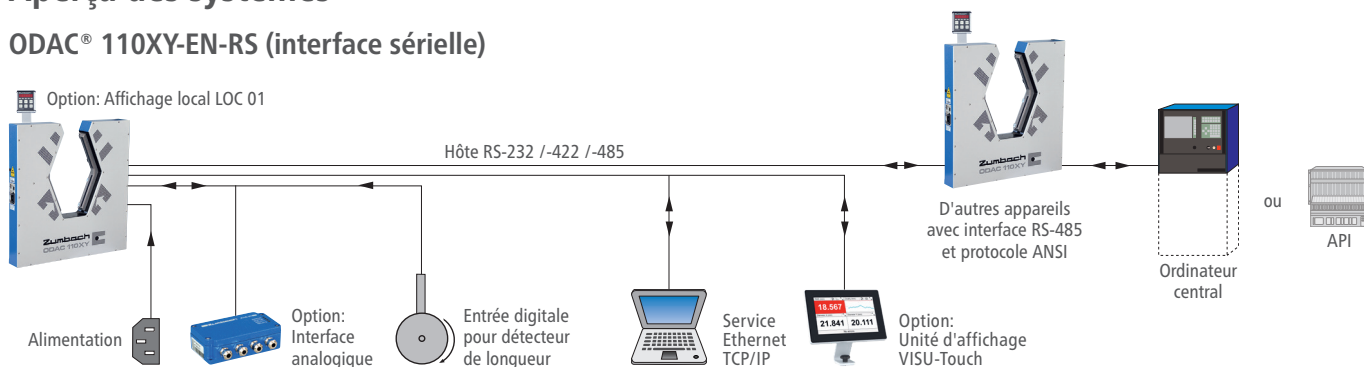 Aperçu des systèmes
ODAC® 110XY-EN-RS (interface sérielle)
Option: Affichage local LOC 01
Hôte RS-232 /-422 /-485
Zumbach
ODAC 110XY
Zumbach
ODAC 110XY
D'autres appareils
avec interface RS-485
et protocole ANSI
Ordinateur
central
ou
API
Alimentation
Option:
Interface
analogique
Entrée digitale
pour détecteur
de longueur
Service
Ethernet
TCP/IP
18.567
21.841 20.111
Option:
Unité d'affichage
VISU-Touch